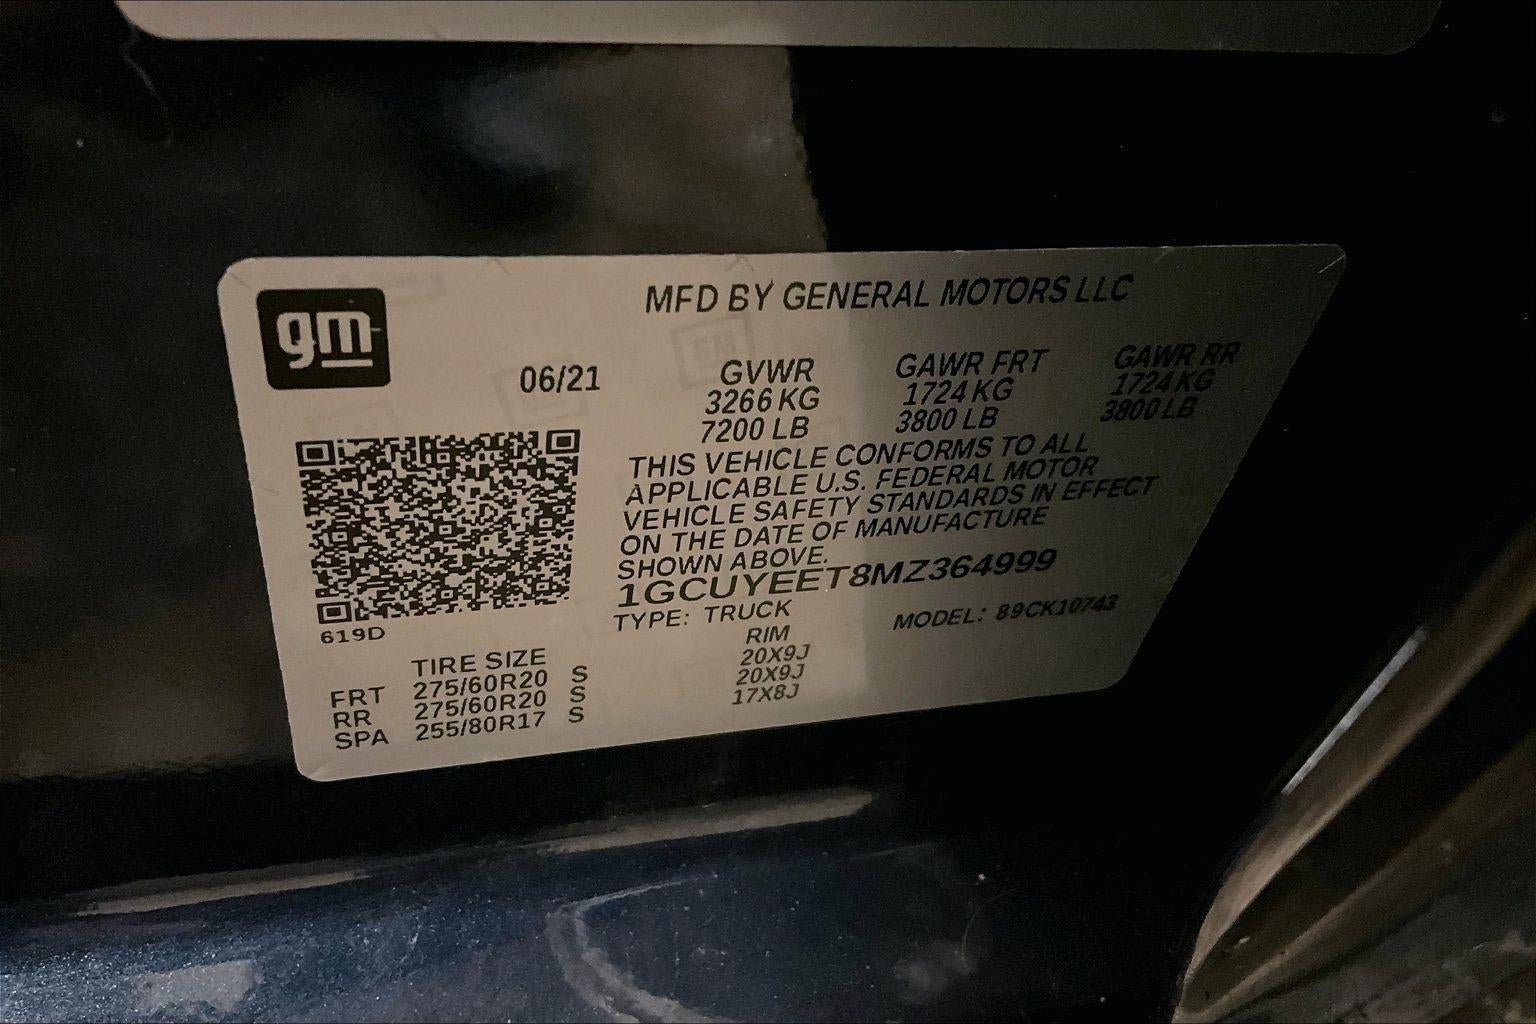 gm
MFD BY GENERAL MOTORS LLC
06/21
GVWR GAWR FRT GAWR RR
3266 KG 1724 KG 1724 KG
7200 LB 3800 LB 3800 LB
THIS VEHICLE CONFORMS TO ALL
APPLICABLE U.S. FEDERAL MOTOR
VEHICLE SAFETY STANDARDS IN EFFECT
ON THE DATE OF MANUFACTURE
SHOWN ABOVE.
1GCUYEET8MZ364999
TYPE: TRUCK MODEL: 89CK10743
619D
TIRE SIZE RIM
FRT 275/60R20 S 20X9J
RR 275/60R20 S 20X9J
SPA 255/80R17 S 17X8J